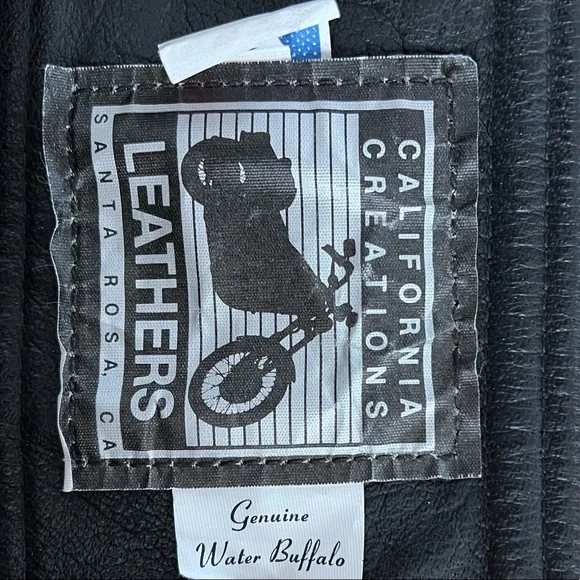 CALIFORNIA
CREATIONS
LEATHERS
SANTA ROSA, CA
Genuine
Water Buffalo